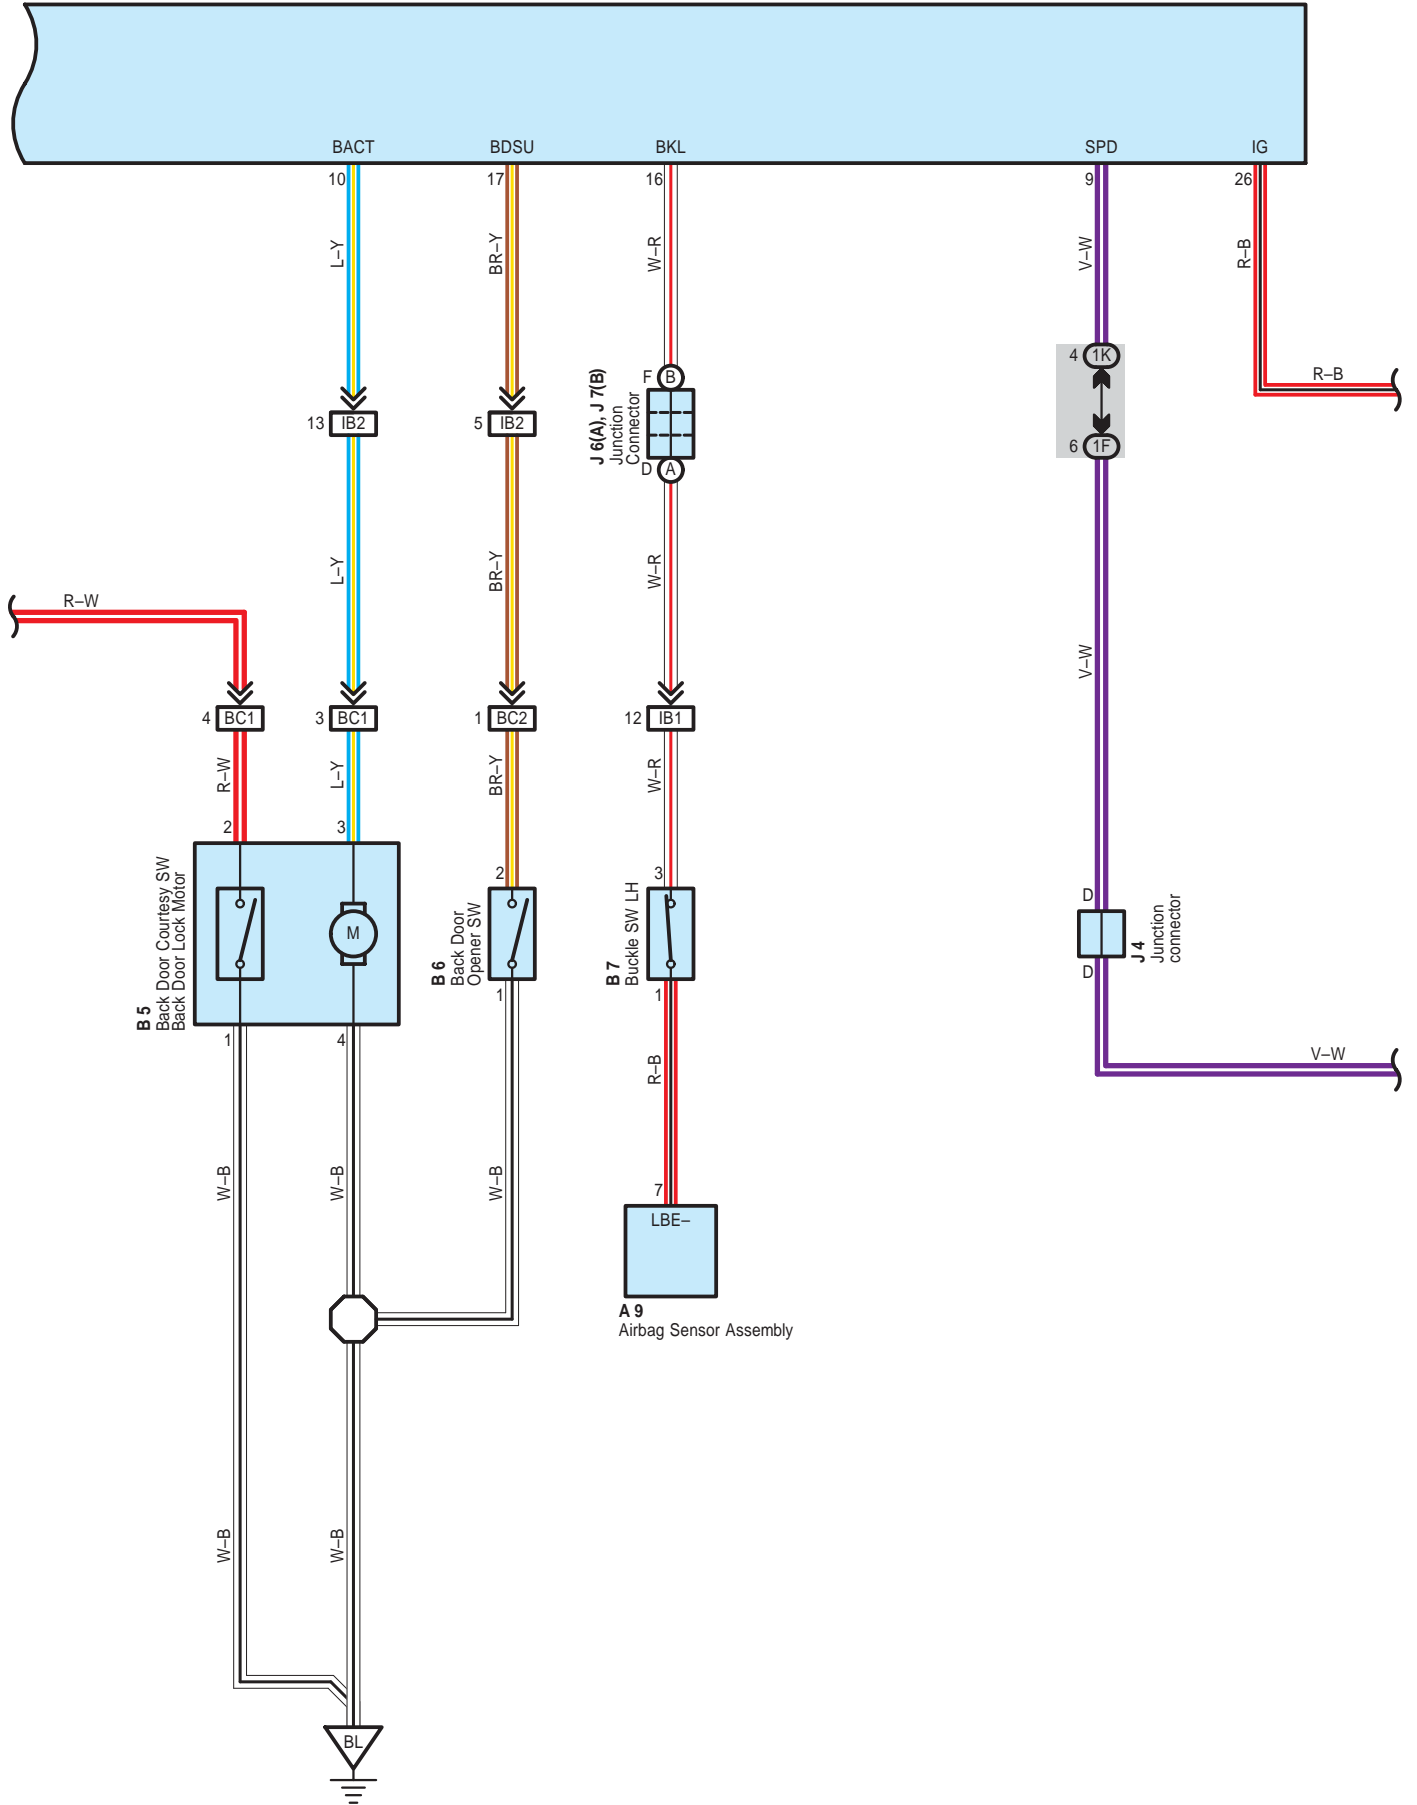 BACT
BDSU
BKL
SPD
IG
10
17
16
9
26
L–Y
BR–Y
W–R
V–W
R–B
4 1K
R–B
F B
J 6(A), J 7(B)
Junction
Connector
13 IB2
5 IB2
6 1F
D A
L–Y
BR–Y
W–R
R–W
V–W
4 BC1
3 BC1
1 BC2
12 IB1
R–W
L–Y
BR–Y
W–R
2
3
2
3
D
B 5
Back Door Courtesy SW
Back Door Lock Motor
M
B 6
Back Door
Opener SW
B 7
Buckle SW LH
J 4
Junction
connector
D
1
1
1
4
R–B
V–W
W–B
W–B
W–B
7
LBE–
A 9
Airbag Sensor Assembly
W–B
W–B
BL